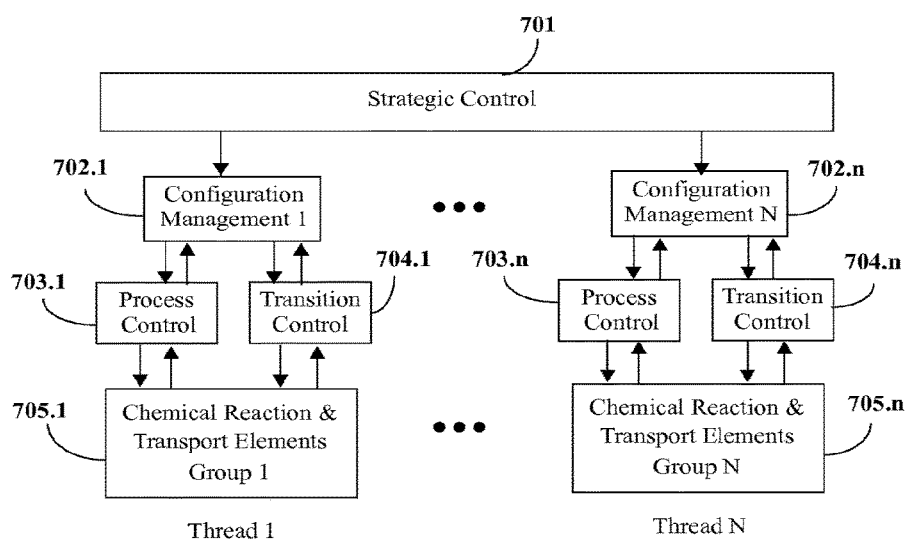 701
Strategic Control
702.1
Configuration
Management 1
702.n
Configuration
Management N
703.1
Process
Control
704.1
Transition
Control
703.n
Process
Control
704.n
Transition
Control
705.1
Chemical Reaction &
Transport Elements
Group 1
705.n
Chemical Reaction &
Transport Elements
Group N
Thread 1
Thread N